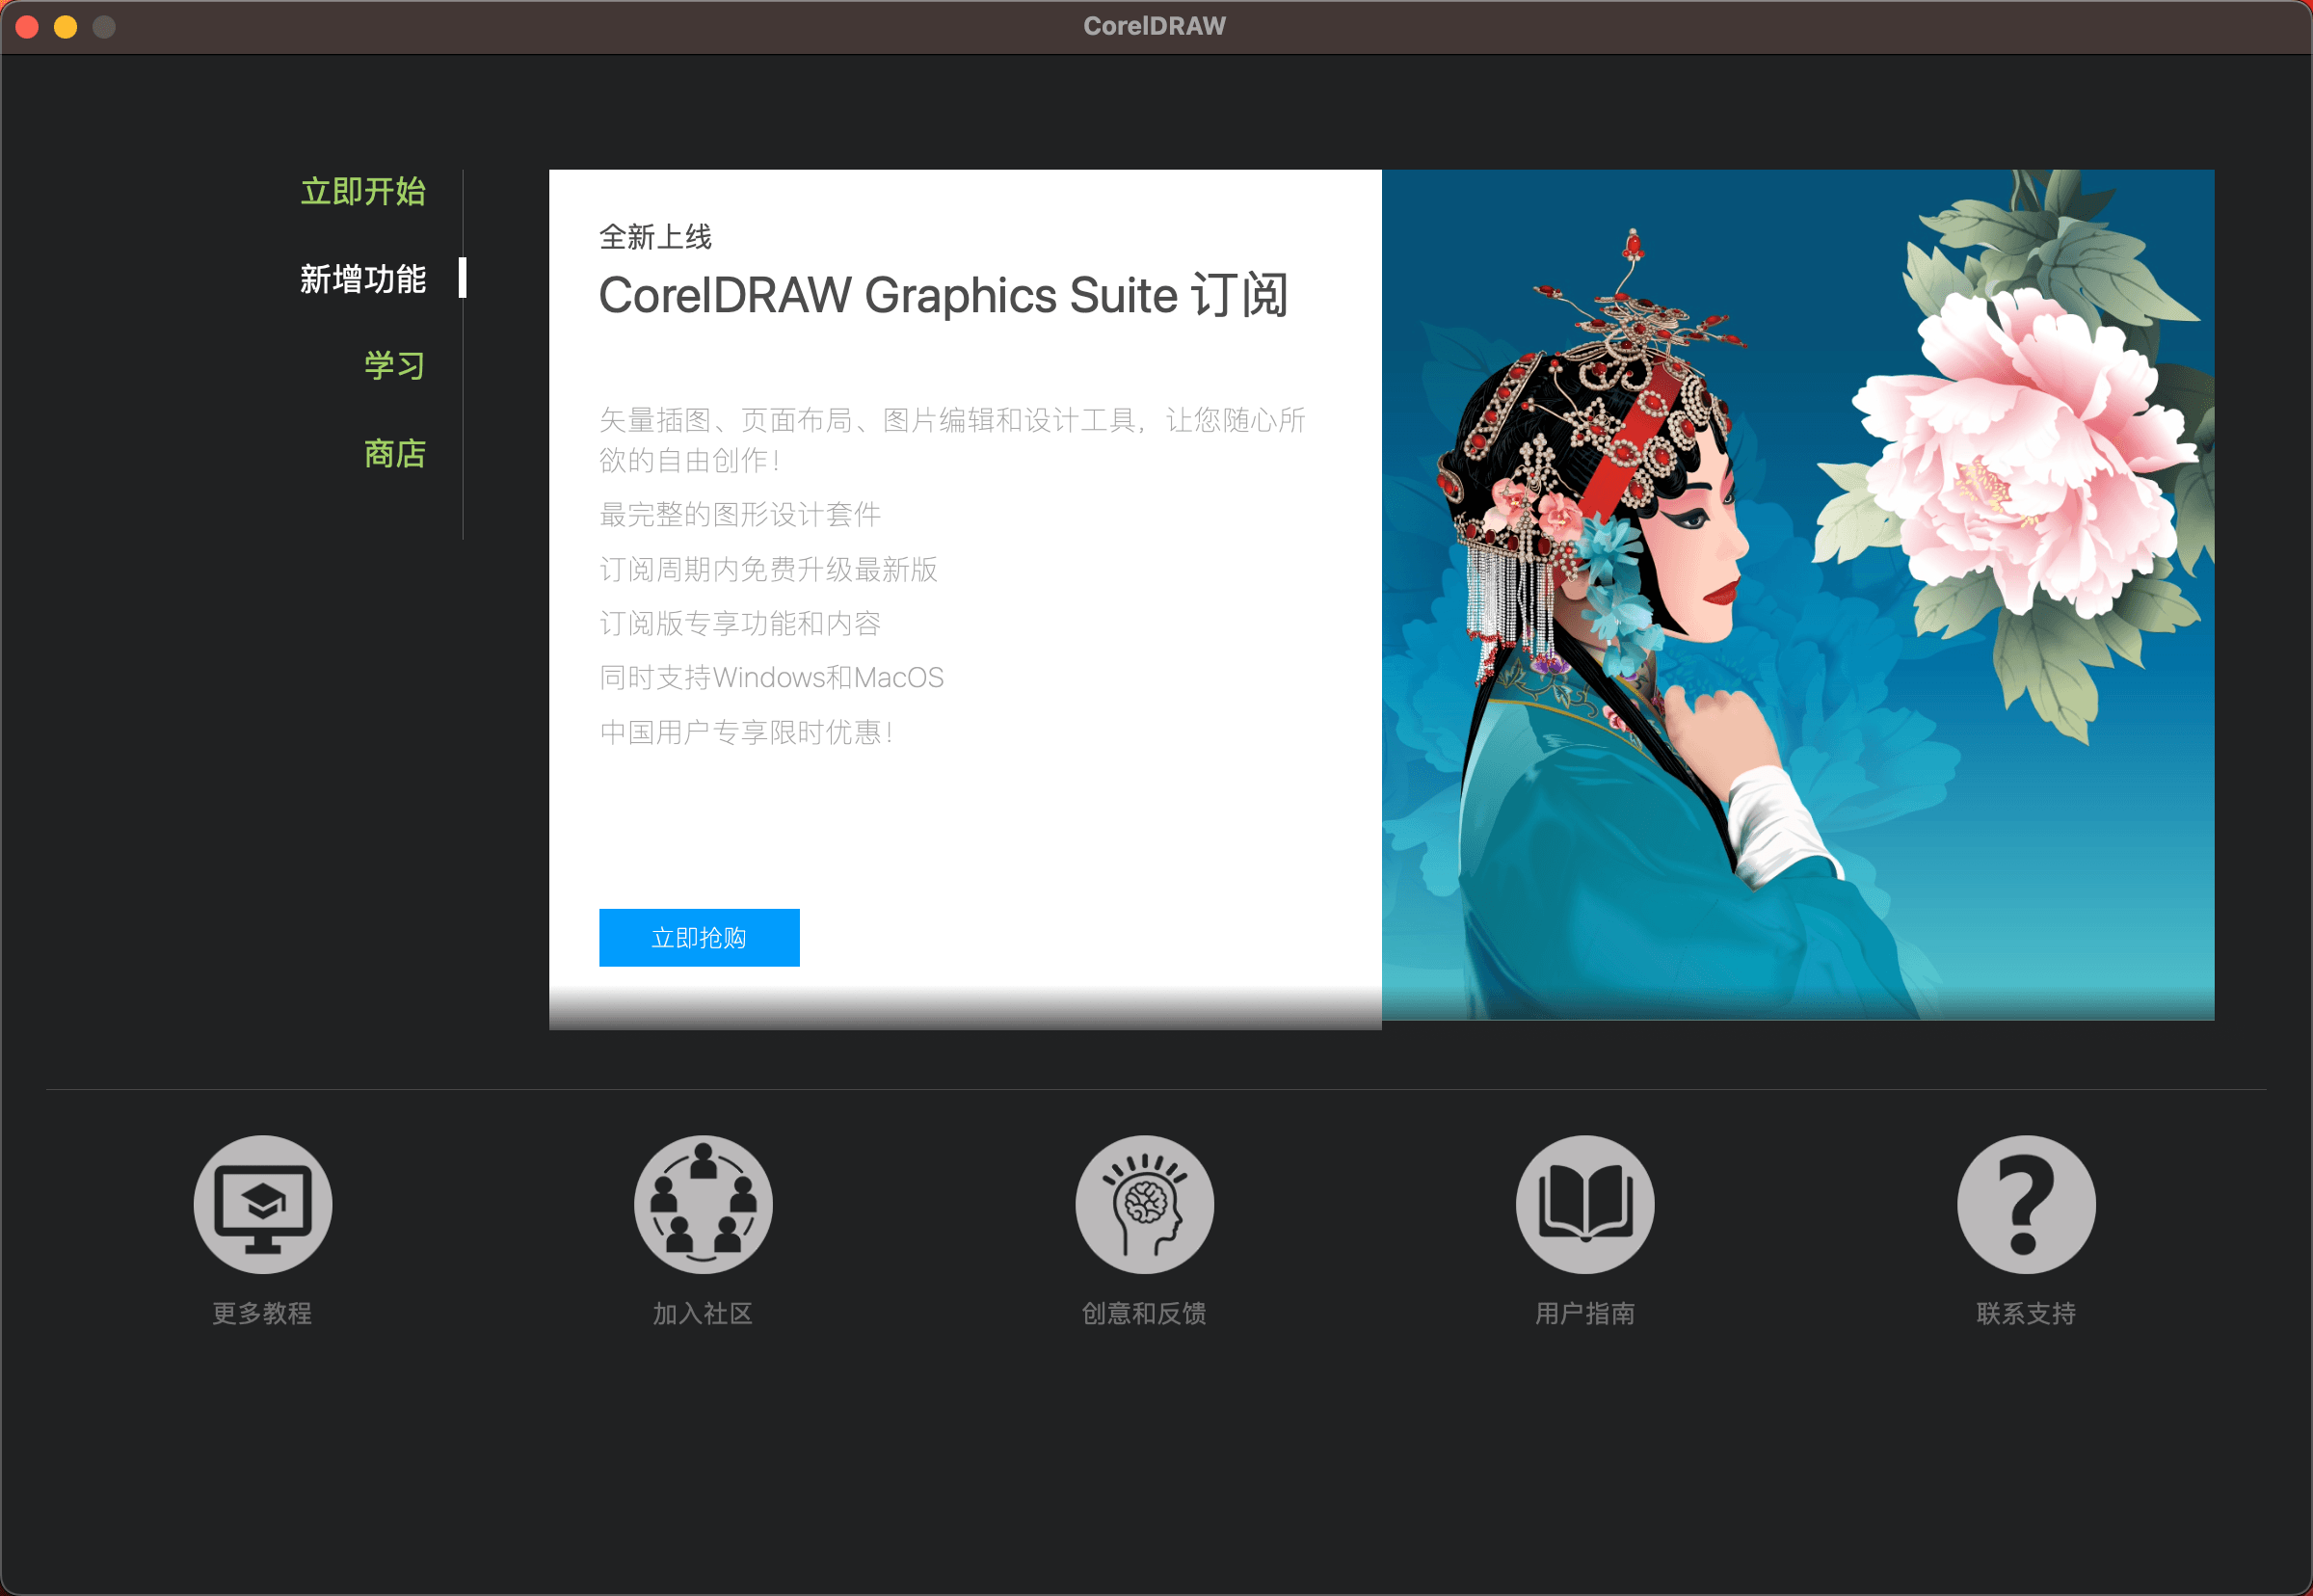 CorelDRAW
立即开始
新增功能
学习
商店
全新上线
CorelDRAW Graphics Suite 订阅
矢量插图、页面布局、图片编辑和设计工具，让您随心所
欲的自由创作！
最完整的图形设计套件
订阅周期内免费升级最新版
订阅版专享功能和内容
同时支持Windows和MacOS
中国用户专享限时优惠！
立即抢购
更多教程
加入社区
创意和反馈
用户指南
联系支持